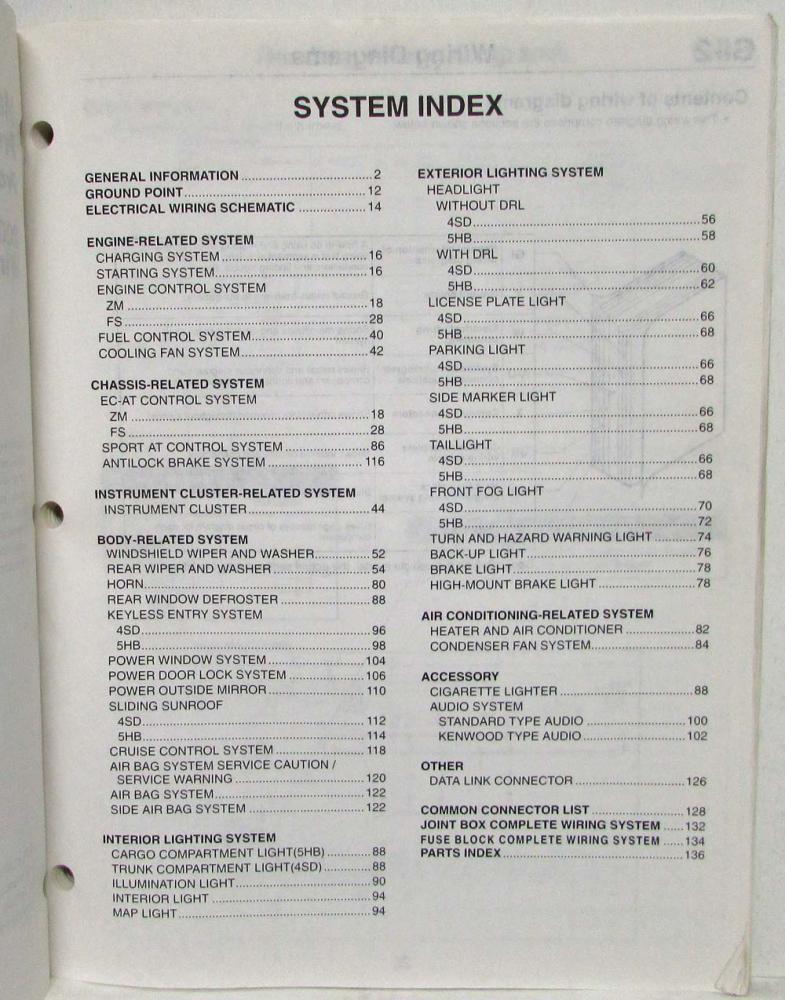 SYSTEM INDEX
GENERAL INFORMATION ..... 2
GROUND POINT ..... 12
ELECTRICAL WIRING SCHEMATIC ..... 14
ENGINE-RELATED SYSTEM
CHARGING SYSTEM ..... 16
STARTING SYSTEM ..... 16
ENGINE CONTROL SYSTEM
ZM ..... 18
FS ..... 28
FUEL CONTROL SYSTEM ..... 40
COOLING FAN SYSTEM ..... 42
CHASSIS-RELATED SYSTEM
EC-AT CONTROL SYSTEM
ZM ..... 18
FS ..... 28
SPORT AT CONTROL SYSTEM ..... 86
ANTILOCK BRAKE SYSTEM ..... 116
INSTRUMENT CLUSTER-RELATED SYSTEM
INSTRUMENT CLUSTER ..... 44
BODY-RELATED SYSTEM
WINDSHIELD WIPER AND WASHER ..... 52
REAR WIPER AND WASHER ..... 54
HORN ..... 80
REAR WINDOW DEFROSTER ..... 88
KEYLESS ENTRY SYSTEM
4SD ..... 96
5HB ..... 98
POWER WINDOW SYSTEM ..... 104
POWER DOOR LOCK SYSTEM ..... 106
POWER OUTSIDE MIRROR ..... 110
SLIDING SUNROOF
4SD ..... 112
5HB ..... 114
CRUISE CONTROL SYSTEM ..... 118
AIR BAG SYSTEM SERVICE CAUTION /
SERVICE WARNING ..... 120
AIR BAG SYSTEM ..... 122
SIDE AIR BAG SYSTEM ..... 122
INTERIOR LIGHTING SYSTEM
CARGO COMPARTMENT LIGHT(5HB) ..... 88
TRUNK COMPARTMENT LIGHT(4SD) ..... 88
ILLUMINATION LIGHT ..... 90
INTERIOR LIGHT ..... 94
MAP LIGHT ..... 94
EXTERIOR LIGHTING SYSTEM
HEADLIGHT
WITHOUT DRL
4SD ..... 56
5HB ..... 58
WITH DRL
4SD ..... 60
5HB ..... 62
LICENSE PLATE LIGHT
4SD ..... 66
5HB ..... 68
PARKING LIGHT
4SD ..... 66
5HB ..... 68
SIDE MARKER LIGHT
4SD ..... 66
5HB ..... 68
TAILLIGHT
4SD ..... 66
5HB ..... 68
FRONT FOG LIGHT
4SD ..... 70
5HB ..... 72
TURN AND HAZARD WARNING LIGHT ..... 74
BACK-UP LIGHT ..... 76
BRAKE LIGHT ..... 78
HIGH-MOUNT BRAKE LIGHT ..... 78
AIR CONDITIONING-RELATED SYSTEM
HEATER AND AIR CONDITIONER ..... 82
CONDENSER FAN SYSTEM ..... 84
ACCESSORY
CIGARETTE LIGHTER ..... 88
AUDIO SYSTEM
STANDARD TYPE AUDIO ..... 100
KENWOOD TYPE AUDIO ..... 102
OTHER
DATA LINK CONNECTOR ..... 126
COMMON CONNECTOR LIST ..... 128
JOINT BOX COMPLETE WIRING SYSTEM ..... 132
FUSE BLOCK COMPLETE WIRING SYSTEM ..... 134
PARTS INDEX ..... 136